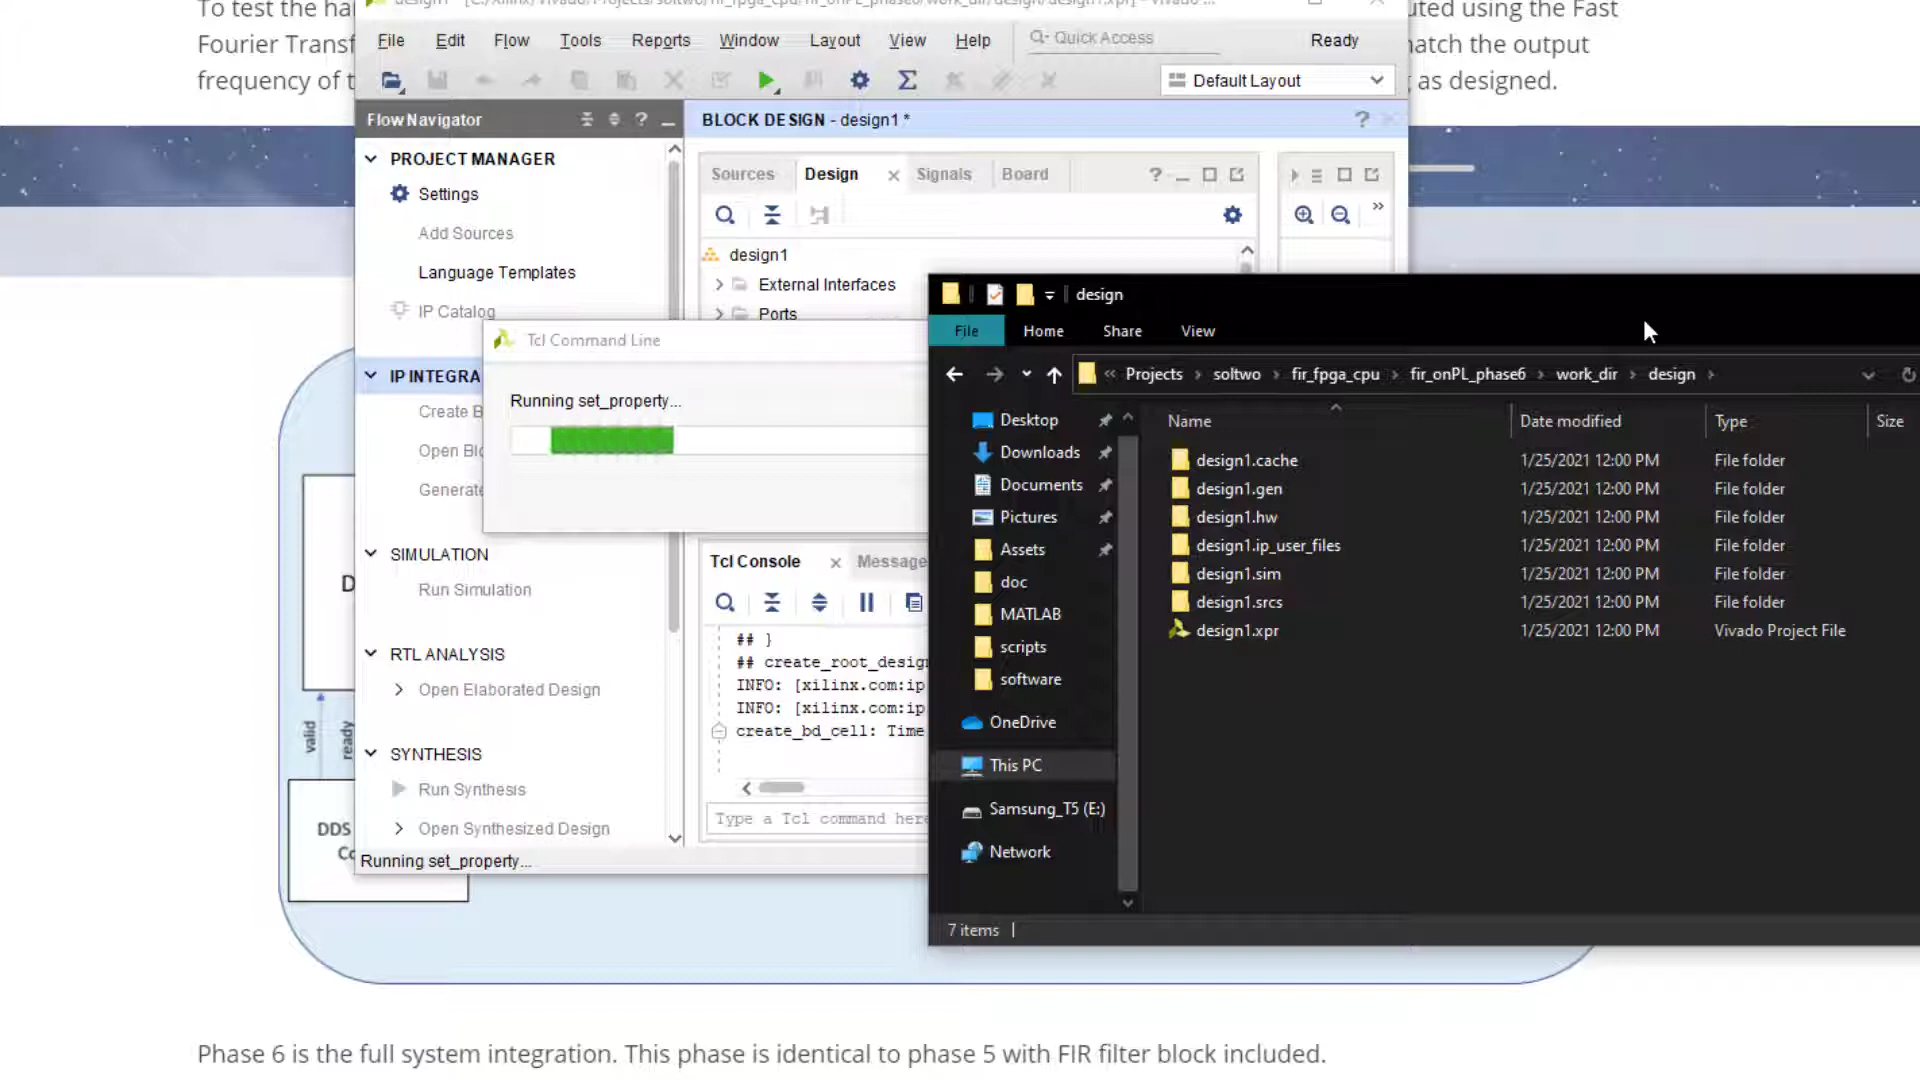 To test the ha
uted using the Fast
Fourier Transf
atch the output
frequency of t
as designed.
File Edit Flow Tools Reports Window Layout View Help
Quick Access
Ready
Default Layout
Flow Navigator
?
BLOCK DESIGN - design1 *
?
PROJECT MANAGER
Settings
Add Sources
Language Templates
IP Catalog
IP INTEGRA
Create B
Open Blo
Generate
SIMULATION
Run Simulation
RTL ANALYSIS
Open Elaborated Design
SYNTHESIS
Run Synthesis
Open Synthesized Design
Running set_property...
Sources Design Signals Board
?
design1
External Interfaces
Ports
Tcl Command Line
Running set_property...
Tcl Console
Message
## }
## create_root_desig
INFO: [xilinx.com:ip
INFO: [xilinx.com:ip
create_bd_cell: Time
Type a Tcl command here
design
File Home Share View
« Projects › soltwo › fir_fpga_cpu › fir_onPL_phase6 › work_dir › design ›
Desktop
Downloads
Documents
Pictures
Assets
doc
MATLAB
scripts
software
OneDrive
This PC
Samsung_T5 (E:)
Network
Name Date modified Type Size
design1.cache 1/25/2021 12:00 PM File folder
design1.gen 1/25/2021 12:00 PM File folder
design1.hw 1/25/2021 12:00 PM File folder
design1.ip_user_files 1/25/2021 12:00 PM File folder
design1.sim 1/25/2021 12:00 PM File folder
design1.srcs 1/25/2021 12:00 PM File folder
design1.xpr 1/25/2021 12:00 PM Vivado Project File
7 items
D
valid
ready
DDS
Co
Phase 6 is the full system integration. This phase is identical to phase 5 with FIR filter block included.